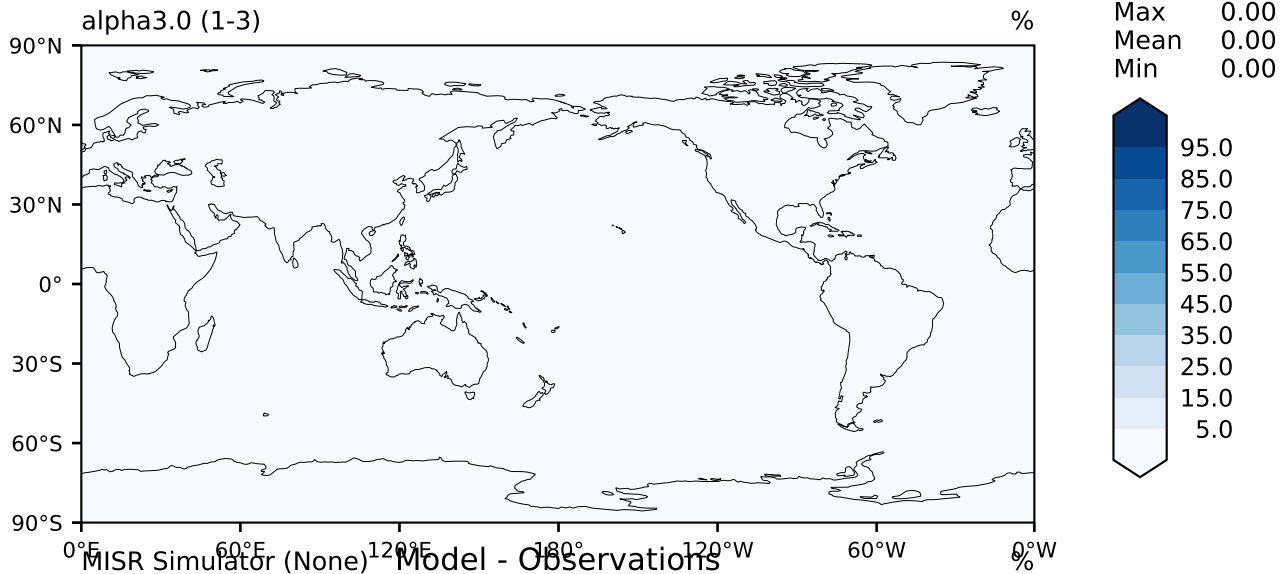 alpha3.0 (1-3) %
Max 0.00
Mean 0.00
Min 0.00
90°N
60°N
30°N
0°
30°S
60°S
90°S
95.0
85.0
75.0
65.0
55.0
45.0
35.0
25.0
15.0
5.0
0°E 60°E 120°E 180° 120°W 60°W 0°W
MISR Simulator (None) Model - Observations %